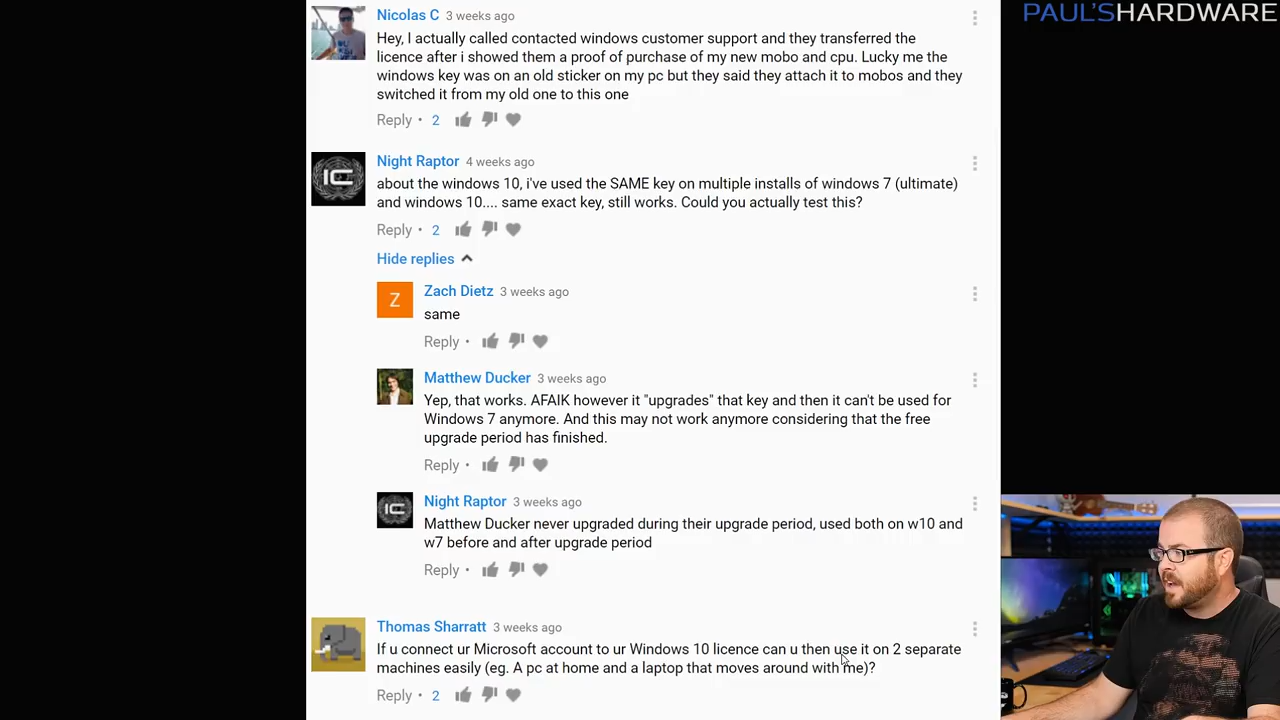 PAUL'SHARDWARE
Nicolas C 3 weeks ago
Hey, I actually called contacted windows customer support and they transferred the
licence after i showed them a proof of purchase of my new mobo and cpu. Lucky me the
windows key was on an old sticker on my pc but they said they attach it to mobos and they
switched it from my old one to this one
Reply • 2
Night Raptor 4 weeks ago
about the windows 10, i've used the SAME key on multiple installs of windows 7 (ultimate)
and windows 10.... same exact key, still works. Could you actually test this?
Reply • 2
Hide replies
Z
Zach Dietz 3 weeks ago
same
Reply •
Matthew Ducker 3 weeks ago
Yep, that works. AFAIK however it "upgrades" that key and then it can't be used for
Windows 7 anymore. And this may not work anymore considering that the free
upgrade period has finished.
Reply •
IC
Night Raptor 3 weeks ago
Matthew Ducker never upgraded during their upgrade period, used both on w10 and
w7 before and after upgrade period
Reply •
Thomas Sharratt 3 weeks ago
If u connect ur Microsoft account to ur Windows 10 licence can u then use it on 2 separate
machines easily (eg. A pc at home and a laptop that moves around with me)?
Reply • 2